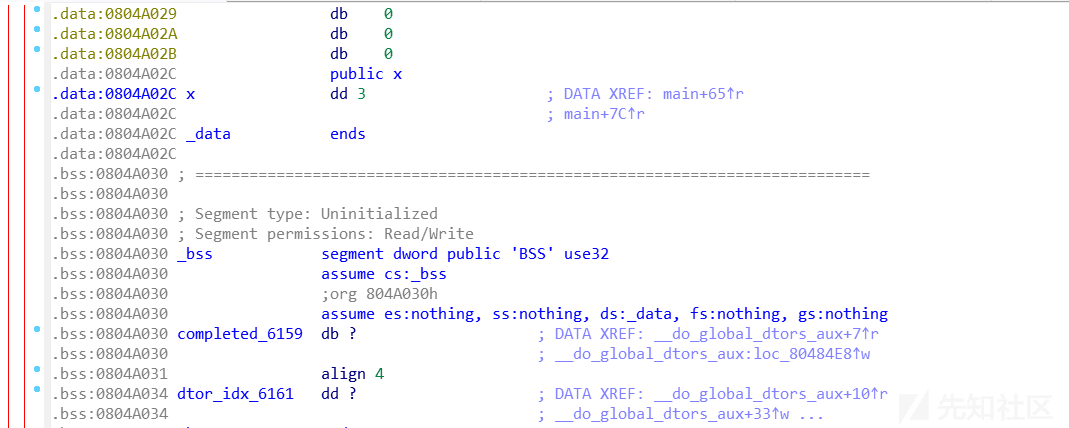 .data:0804A029 db 0
.data:0804A02A db 0
.data:0804A02B db 0
.data:0804A02C public x
.data:0804A02C x dd 3 ; DATA XREF: main+65↑r
.data:0804A02C ; main+7C↑r
.data:0804A02C _data ends
.data:0804A02C
.bss:0804A030 ; ===========================================================================
.bss:0804A030
.bss:0804A030 ; Segment type: Uninitialized
.bss:0804A030 ; Segment permissions: Read/Write
.bss:0804A030 _bss segment dword public 'BSS' use32
.bss:0804A030 assume cs:_bss
.bss:0804A030 ;org 804A030h
.bss:0804A030 assume es:nothing, ss:nothing, ds:_data, fs:nothing, gs:nothing
.bss:0804A030 completed_6159 db ? ; DATA XREF: __do_global_dtors_aux+7↑r
.bss:0804A030 ; __do_global_dtors_aux:loc_80484E8↑w
.bss:0804A031 align 4
.bss:0804A034 dtor_idx_6161 dd ? ; DATA XREF: __do_global_dtors_aux+10↑r
.bss:0804A034 ; __do_global_dtors_aux+33↑w ...
先知社区